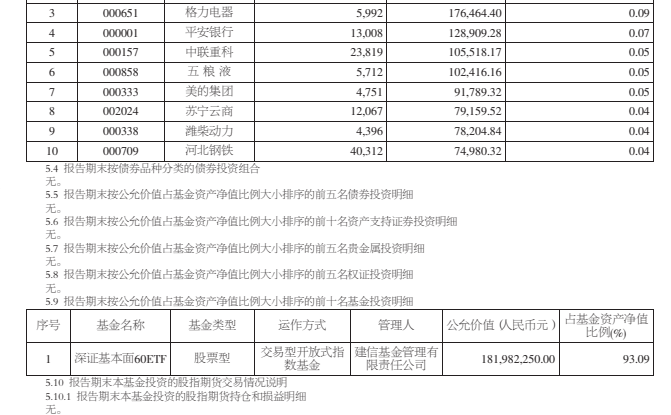 3 000651 格力电器 5,992 176,464.40 0.09
4 000001 平安银行 13,008 128,909.28 0.07
5 000157 中联重科 23,819 105,518.17 0.05
6 000858 五 粮 液 5,712 102,416.16 0.05
7 000333 美的集团 4,751 91,789.32 0.05
8 002024 苏宁云商 12,067 79,159.52 0.04
9 000338 潍柴动力 4,396 78,204.84 0.04
10 000709 河北钢铁 40,312 74,980.32 0.04
5.4 报告期末按债券品种分类的债券投资组合
无。
5.5 报告期末按公允价值占基金资产净值比例大小排序的前五名债券投资明细
无。
5.6 报告期末按公允价值占基金资产净值比例大小排序的前十名资产支持证券投资明细
无。
5.7 报告期末按公允价值占基金资产净值比例大小排序的前五名贵金属投资明细
无。
5.8 报告期末按公允价值占基金资产净值比例大小排序的前五名权证投资明细
无。
5.9 报告期末按公允价值占基金资产净值比例大小排序的前十名基金投资明细
序号 基金名称 基金类型 运作方式 管理人 公允价值 (人民币元 ) 占基金资产净值
比例(%)
1 深证基本面60ETF 股票型 交易型开放式指 建信基金管理有 181,982,250.00 93.09
数基金 限责任公司
5.10 报告期末本基金投资的股指期货交易情况说明
5.10.1 报告期末本基金投资的股指期货持仓和损益明细
无。